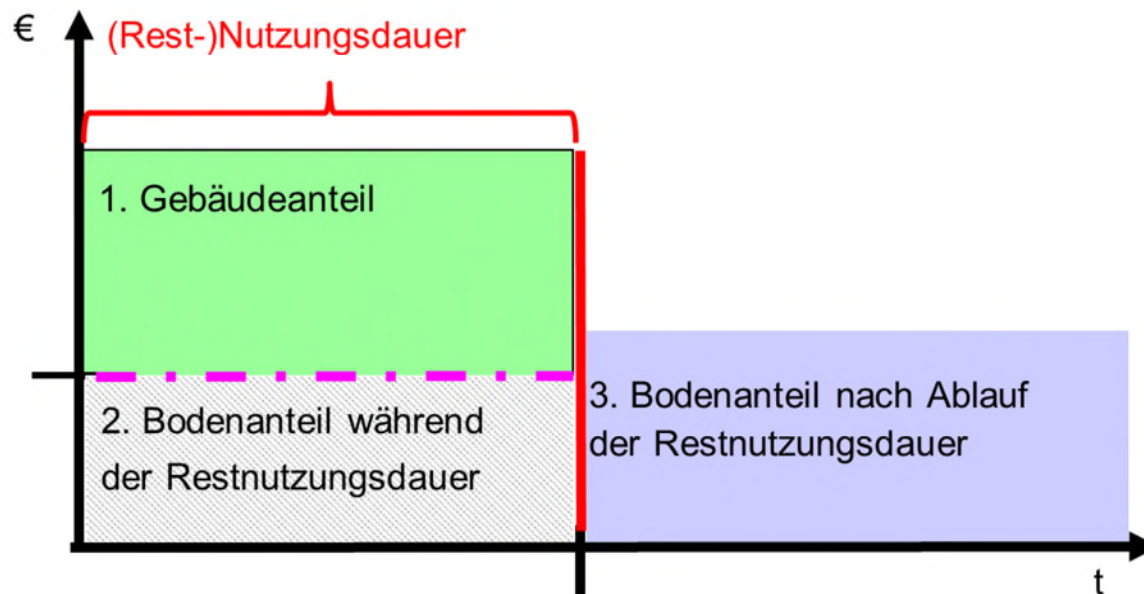 €
(Rest-)Nutzungsdauer
1. Gebäudeanteil
2. Bodenanteil während
der Restnutzungsdauer
3. Bodenanteil nach Ablauf
der Restnutzungsdauer
t